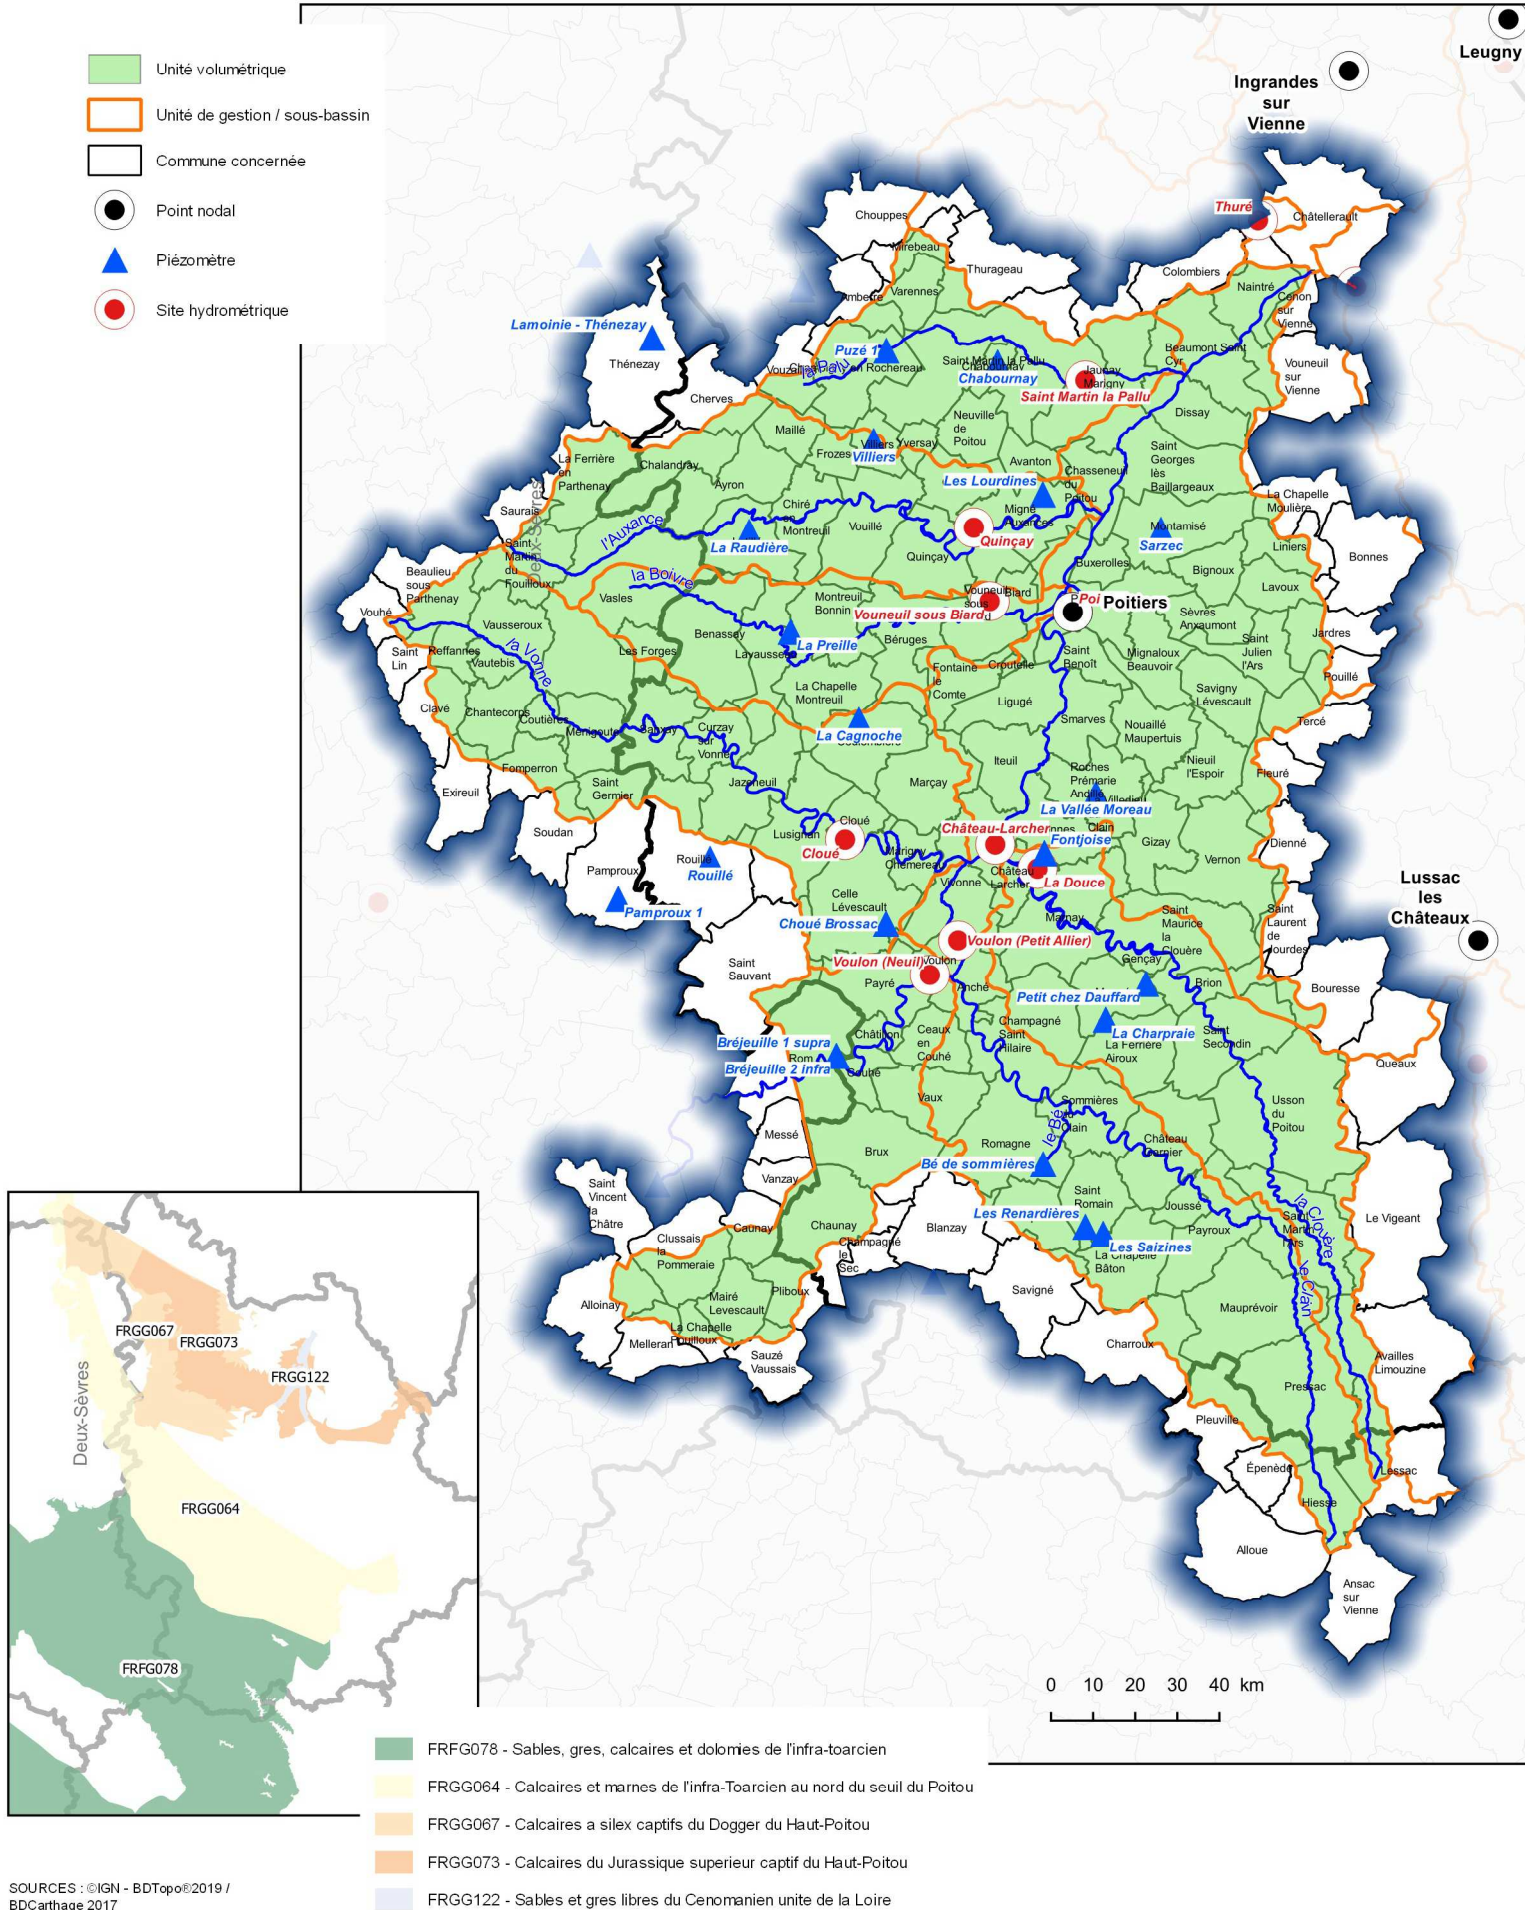 Unité volumétrique
Unité de gestion / sous-bassin
Commune concernée
Point nodal
Piézomètre
Site hydrométrique
Leugny
Ingrandes
sur
Vienne
Thuré
Châtellerault
Chouppes
Mirebeau
Thurageau
Colombiers
Naintré
Cenon
sur
Vienne
Varennes
Lamoinie - Thénezay
Thénezay
Puzé 1
la Palu
en Rochereau
Saint Martin la Pallu
Chabournay
Chabournay
Jaunay
Marigny
Saint Martin la Pallu
Beaumont Saint
Cyr
Vouneuil
sur
Vienne
Cherves
Dissay
Neuville
de
Poitou
Maillé
Frozes
Villiers
Villiers
Yversay
Avanton
Saint
Georges
lès
Baillargeaux
La Ferrière
en
Parthenay
Chalandray
Ayron
Chasseneuil
du
Poitou
Les Lourdines
La Chapelle
Moulière
Saurais
Deux-Sèvres
l'Auxance
Chiré
en
Montreuil
Vouillé
Migné
Auxances
Quinçay
Quinçay
Montamisé
Sarzec
Liniers
Bonnes
La Raudière
Saint
Martin
du
Fouilloux
Buxerolles
Bignoux
Lavoux
Beaulieu
sous
Parthenay
la Boivre
Vasles
Montreuil
Bonnin
Vouneuil
sous
Biard
Vouneuil sous Biard
Poi
Poitiers
Vouhé
Vausseroux
Benassay
La Preille
Lavausseau
Béruges
Sèvres
Anxaumont
Jardres
Saint
Lin
Reffannes
Vautebis
la Vonne
Les Forges
Fontaine
le
Comte
Croutelle
Saint
Benoît
Mignaloux
Beauvoir
Saint
Julien
l'Ars
Pouillé
La Chapelle
Montreuil
Ligugé
Savigny
Lévescault
Clavé
Chantecorps
Coutières
Ménigoute
Sanxay
Curzay
sur
Vonne
La Cagnoche
Coulombiers
Smarves
Nouaillé
Maupertuis
Tercé
Fomperron
Saint
Germier
Jazeneuil
Marçay
Iteuil
Roches
Prémarie
Andillé
Nieuil
l'Espoir
Fleuré
Exireuil
La Vallée Moreau
Villedieu
Clain
Soudan
Lusignan
Cloué
Cloué
Château-Larcher
Fontjoise
Gizay
Dienné
Pamproux
Rouillé
Rouillé
Marigny
Chemereau
Vivonne
Château
Larcher
La Douce
Vernon
Lussac
les
Châteaux
Pamproux 1
Celle
Lévescault
Choué Brossac
Marnay
Saint
Maurice
la
Clouère
Saint
Laurent
de
Jourdes
Voulon (Petit Allier)
Voulon (Neuil)
Voulon
Gençay
Saint
Sauvant
Payré
Anché
Petit chez Dauffard
Brion
Bouresse
Champagné
Saint
Hilaire
La Charpraie
La Ferrière
Airoux
Saint
Secondin
Châtillon
Ceaux
en
Couhé
Bréjeuille 1 supra
Rom
Bréjeuille 2 infra
Couhé
Queaux
Vaux
Sommières
du
Clain
le Bé
Usson
du
Poitou
Messé
Brux
Romagne
Château
Garnier
Bé de sommières
Vanzay
Saint
Vincent
la
Châtre
Saint
Romain
Joussé
Les Renardières
Payroux
Saint
Martin
l'Ars
la Clouère
Le Vigeant
Caunay
Chaunay
Blanzay
Clussais
la
Pommeraie
Champagné
le
Sec
Les Saizines
La Chapelle
Bâton
le Clain
Alloinay
Mairé
Levescault
Pliboux
Savigné
Mauprévoir
La Chapelle
Pouilloux
Melleran
Sauzé
Vaussais
Charroux
Availles
Limouzine
Pressac
Pleuville
Épenède
Lessac
Hiesse
Alloue
Ansac
sur
Vienne
0 10 20 30 40 km
FRGG067
FRGG073
FRGG122
Deux-Sèvres
FRGG064
FRFG078
FRFG078 - Sables, gres, calcaires et dolomies de l'infra-toarcien
FRGG064 - Calcaires et marnes de l'infra-Toarcien au nord du seuil du Poitou
FRGG067 - Calcaires a silex captifs du Dogger du Haut-Poitou
FRGG073 - Calcaires du Jurassique superieur captif du Haut-Poitou
FRGG122 - Sables et gres libres du Cenomanien unite de la Loire
SOURCES : ©IGN - BDTopo®2019 /
BDCarthage 2017